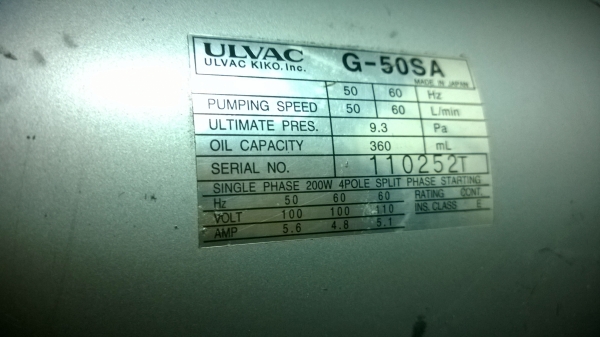 ULVAC G-50SA
ULVAC KIKO. Inc. MADE IN JAPAN
50 60 Hz
PUMPING SPEED 50 60 L/min
ULTIMATE PRES. 9.3 Pa
OIL CAPACITY 360 mL
SERIAL NO. 110252T
SINGLE PHASE 200W 4POLE SPLIT PHASE STARTING
Hz 50 60 60 RATING CONT.
VOLT 100 100 110 INS. CLASS E
AMP 5.6 4.8 5.1